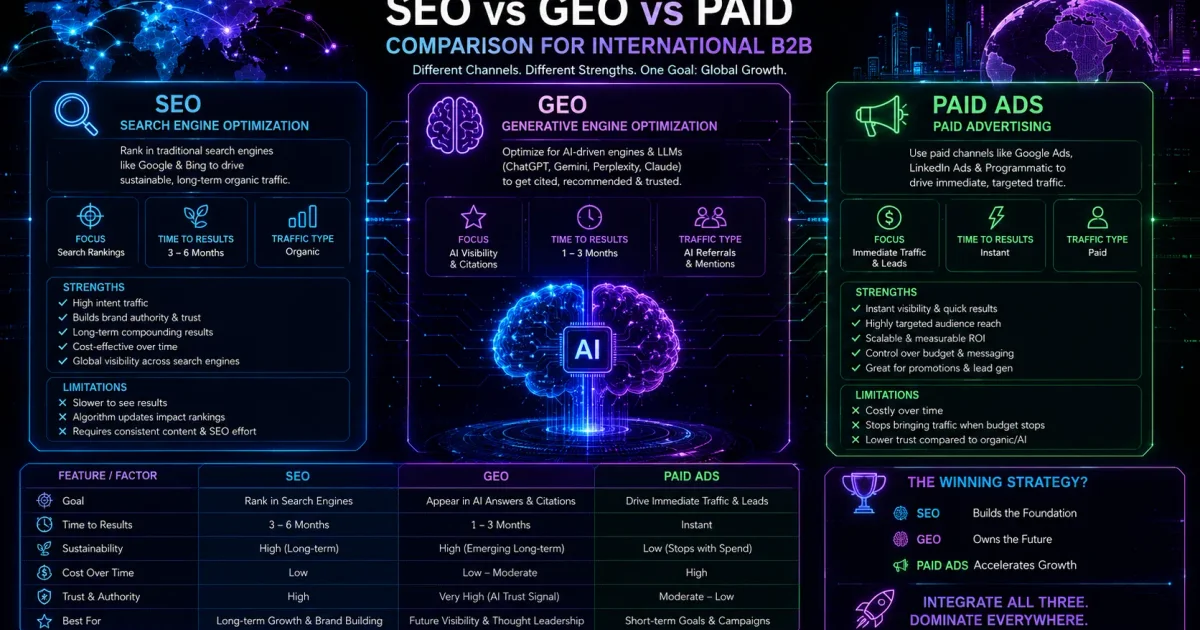 SEO vs GEO vs PAID
COMPARISON FOR INTERNATIONAL B2B
Different Channels. Different Strengths. One Goal: Global Growth.
SEO
SEARCH ENGINE OPTIMIZATION
Rank in traditional search engines
like Google & Bing to drive
sustainable, long-term organic traffic.
FOCUS
Search Rankings
TIME TO RESULTS
3 – 6 Months
TRAFFIC TYPE
Organic
STRENGTHS
High intent traffic
Builds brand authority & trust
Long-term compounding results
Cost-effective over time
Global visibility across search engines
LIMITATIONS
Slower to see results
Algorithm updates impact rankings
Requires consistent content & SEO effort
GEO
GENERATIVE ENGINE OPTIMIZATION
Optimize for AI-driven engines & LLMs
(ChatGPT, Gemini, Perplexity, Claude)
to get cited, recommended & trusted.
FOCUS
AI Visibility
& Citations
TIME TO RESULTS
1 – 3 Months
TRAFFIC TYPE
AI Referrals
& Mentions
AI
PAID ADS
PAID ADVERTISING
Use paid channels like Google Ads,
LinkedIn Ads & Programmatic to
drive immediate, targeted traffic.
FOCUS
Immediate Traffic
& Leads
TIME TO RESULTS
Instant
TRAFFIC TYPE
Paid
STRENGTHS
Instant visibility & quick results
Highly targeted audience reach
Scalable & measurable ROI
Control over budget & messaging
Great for promotions & lead gen
LIMITATIONS
Costly over time
Stops bringing traffic when budget stops
Lower trust compared to organic/AI
FEATURE / FACTOR SEO GEO PAID ADS
Goal Rank in Search Engines Appear in AI Answers & Citations Drive Immediate Traffic & Leads
Time to Results 3 – 6 Months 1 – 3 Months Instant
Sustainability High (Long-term) High (Emerging Long-term) Low (Stops with Spend)
Cost Over Time Low Low – Moderate High
Trust & Authority High Very High (AI Trust Signal) Moderate – Low
Best For Long-term Growth & Brand Building Future Visibility & Thought Leadership Short-term Goals & Campaigns
THE WINNING STRATEGY?
SEO Builds the Foundation
GEO Owns the Future
PAID ADS Accelerates Growth
INTEGRATE ALL THREE.
DOMINATE EVERYWHERE.